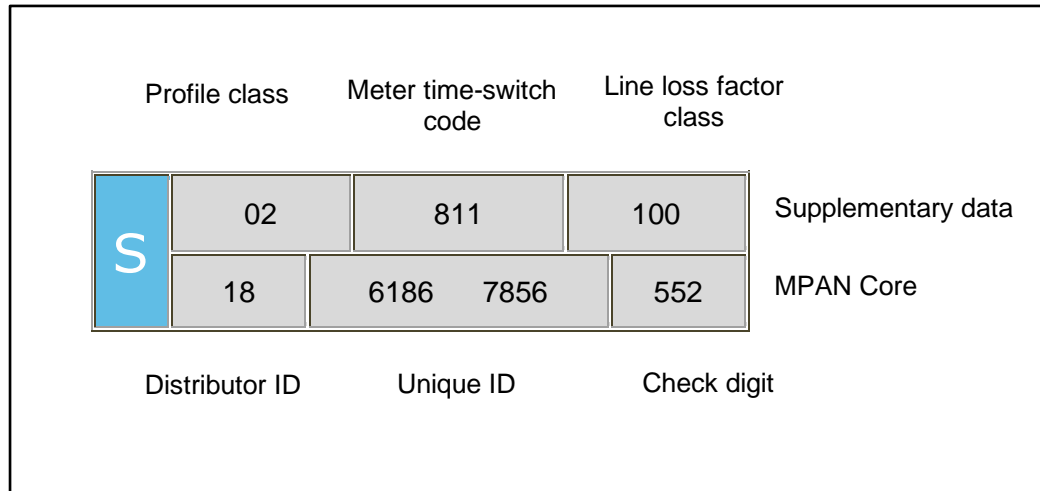 Profile class Meter time-switch code Line loss factor class
S
02 811 100 Supplementary data
18 6186 7856 552 MPAN Core
Distributor ID Unique ID Check digit